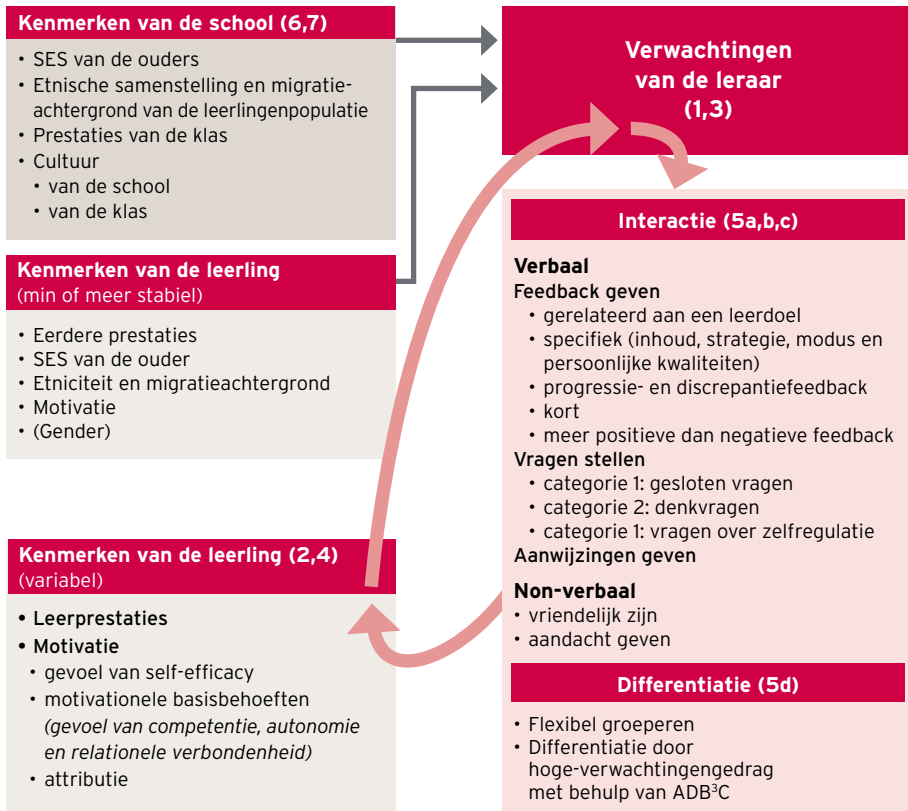 Kenmerken van de school (6,7)
• SES van de ouders
• Etnische samenstelling en migratie-
achtergrond van de leerlingenpopulatie
• Prestaties van de klas
• Cultuur
• van de school
• van de klas
Kenmerken van de leerling
(min of meer stabiel)
• Eerdere prestaties
• SES van de ouder
• Etniciteit en migratieachtergrond
• Motivatie
• (Gender)
Kenmerken van de leerling (2,4)
(variabel)
• Leerprestaties
• Motivatie
• gevoel van self-efficacy
• motivationele basisbehoeften
(gevoel van competentie, autonomie
en relationele verbondenheid)
• attributie
Verwachtingen
van de leraar
(1,3)
Interactie (5a,b,c)
Verbaal
Feedback geven
• gerelateerd aan een leerdoel
• specifiek (inhoud, strategie, modus en
persoonlijke kwaliteiten)
• progressie- en discrepantiefeedback
• kort
• meer positieve dan negatieve feedback
Vragen stellen
• categorie 1: gesloten vragen
• categorie 2: denkvragen
• categorie 1: vragen over zelfregulatie
Aanwijzingen geven
Non-verbaal
• vriendelijk zijn
• aandacht geven
Differentiatie (5d)
• Flexibel groeperen
• Differentiatie door
hoge-verwachtingengedrag
met behulp van ADB³C